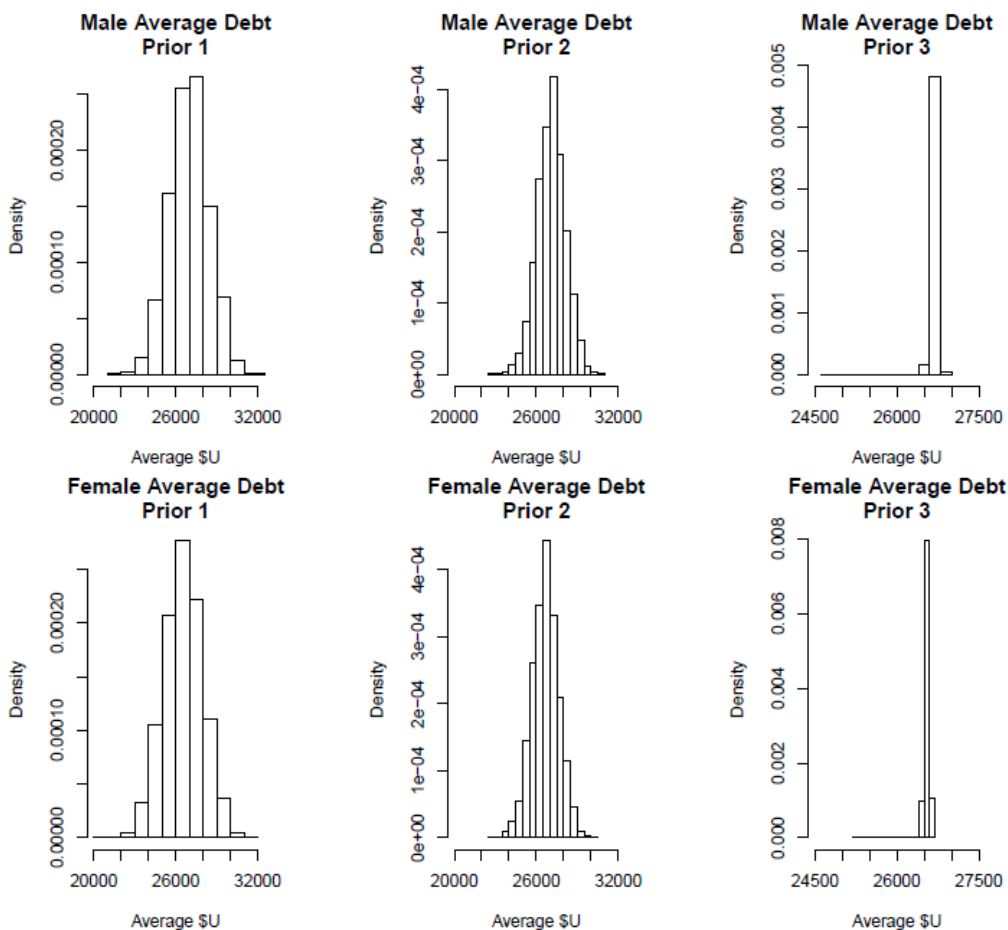 Male Average Debt
Prior 1
Density
0.00000
0.00010
0.00020
20000
26000
32000
Average $U
Male Average Debt
Prior 2
Density
0e+00
1e−04
2e−04
3e−04
4e−04
20000
26000
32000
Average $U
Male Average Debt
Prior 3
Density
0.000
0.001
0.002
0.003
0.004
0.005
24500
26000
27500
Average $U
Female Average Debt
Prior 1
Density
0.00000
0.00010
0.00020
20000
26000
32000
Average $U
Female Average Debt
Prior 2
Density
0e+00
1e−04
2e−04
3e−04
4e−04
20000
26000
32000
Average $U
Female Average Debt
Prior 3
Density
0.000
0.002
0.004
0.006
0.008
24500
26000
27500
Average $U